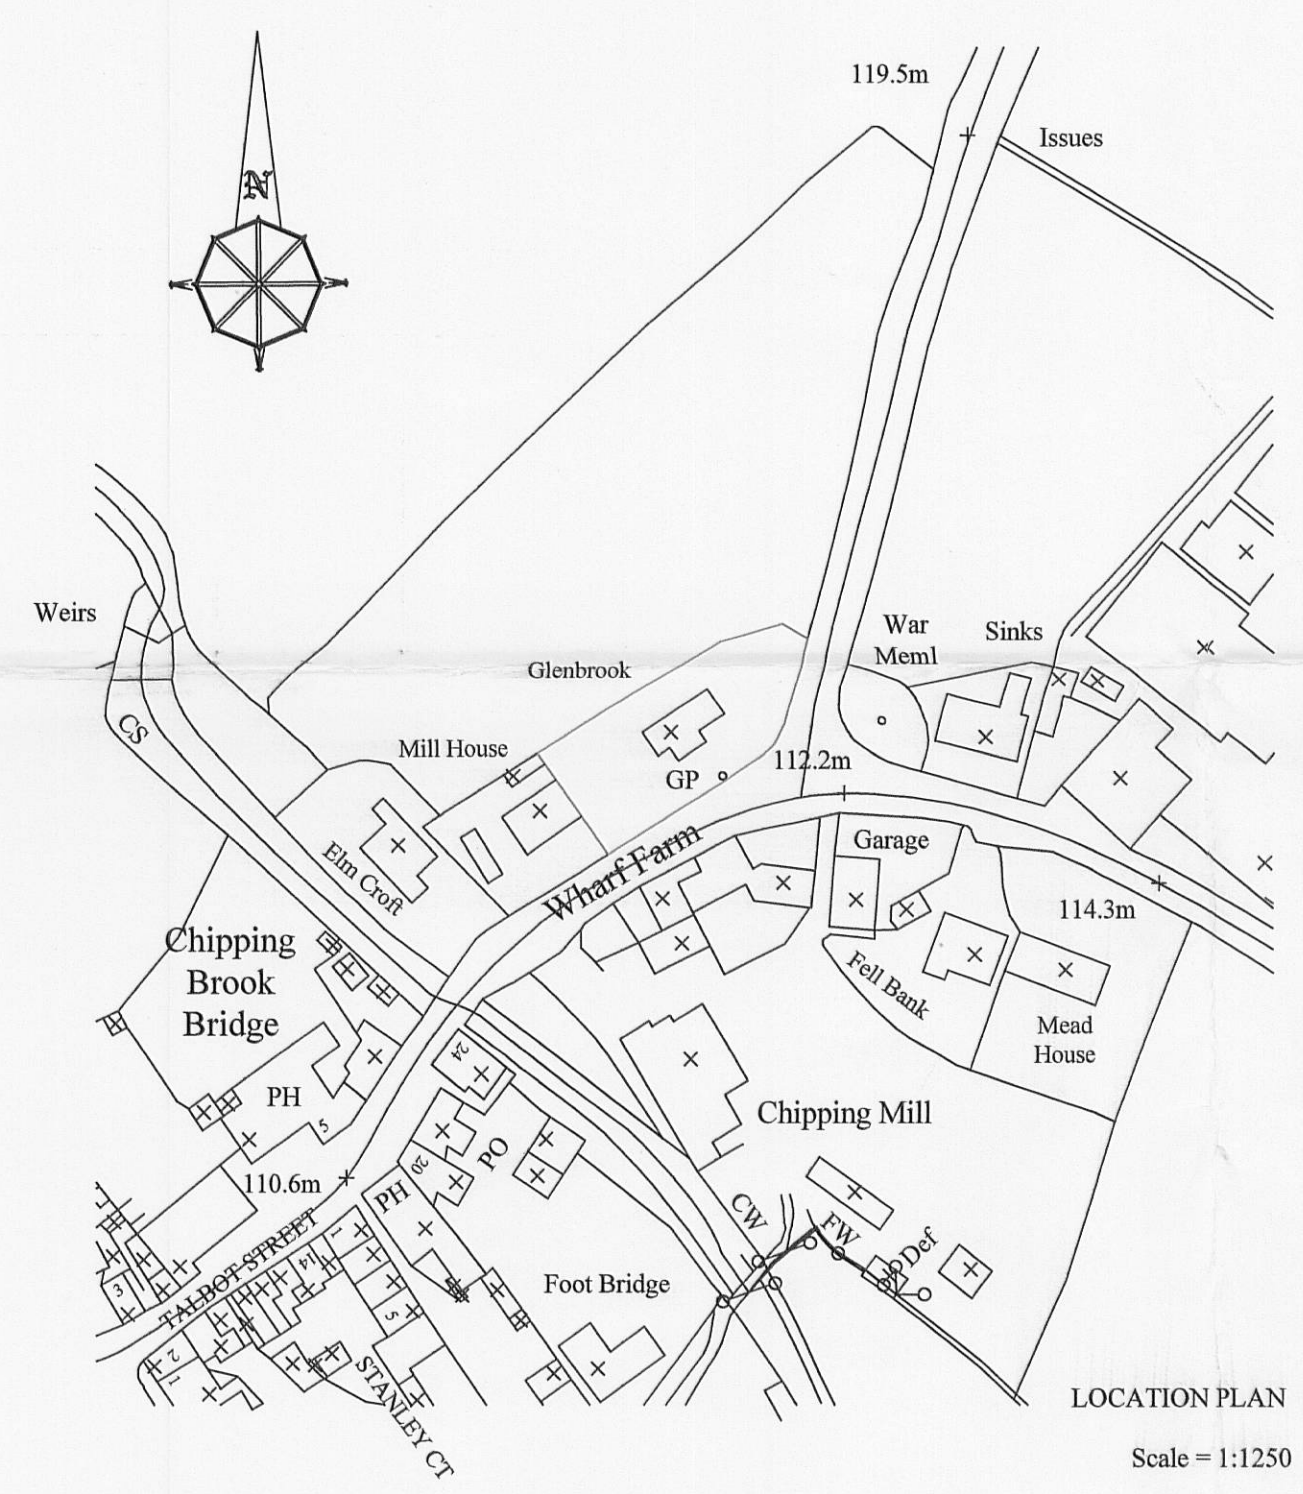 119.5m
Issues
N
Weirs
War
Meml
Sinks
Glenbrook
CS
Mill House
GP
112.2m
Elm Croft
Wharf Farm
Garage
114.3m
Chipping
Brook
Bridge
Fell Bank
Mead
House
24
PH
5
Chipping Mill
PO
20
110.6m
PH
CW
FW
Def
TALBOT STREET
1
14
3
5
Foot Bridge
2
1
STANLEY CT
LOCATION PLAN
Scale = 1:1250